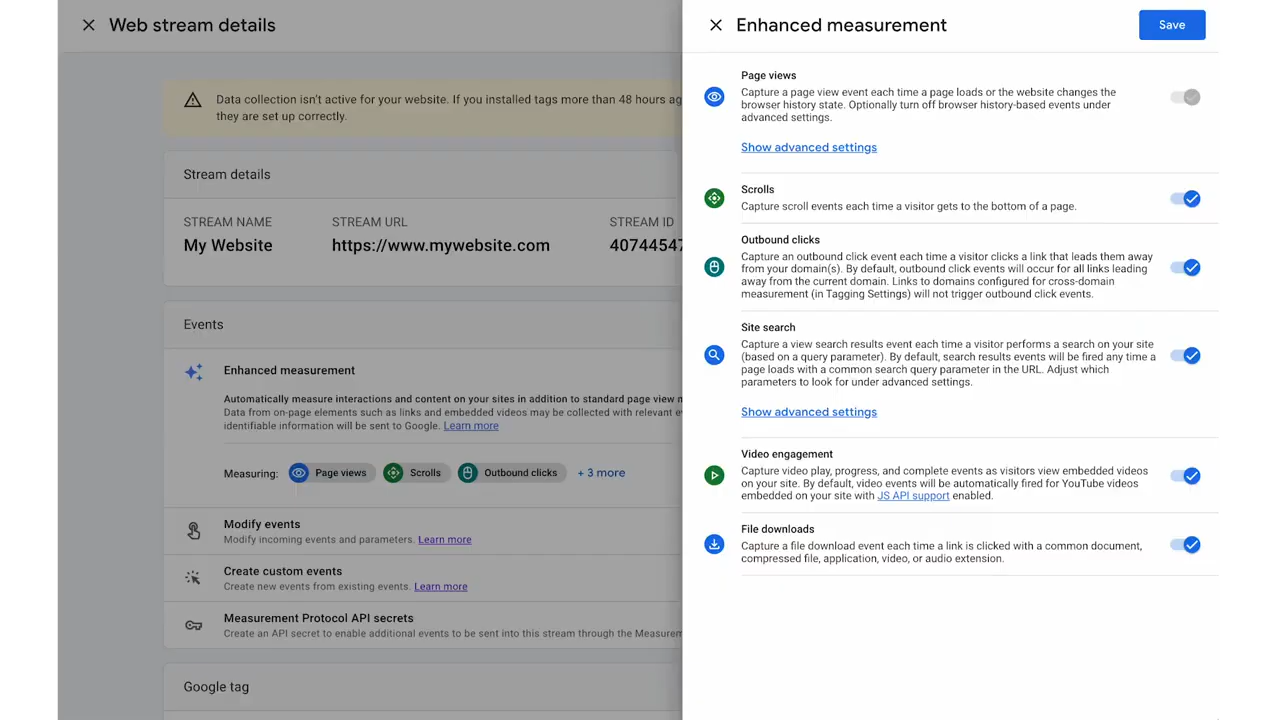 Web stream details
Data collection isn't active for your website. If you installed tags more than 48 hours ag
they are set up correctly.
Stream details
STREAM NAME
My Website
STREAM URL
https://www.mywebsite.com
STREAM ID
40744547
Events
Enhanced measurement
Automatically measure interactions and content on your sites in addition to standard page view m
Data from on-page elements such as links and embedded videos may be collected with relevant e
identifiable information will be sent to Google. Learn more
Measuring: Page views Scrolls Outbound clicks + 3 more
Modify events
Modify incoming events and parameters. Learn more
Create custom events
Create new events from existing events. Learn more
Measurement Protocol API secrets
Create an API secret to enable additional events to be sent into this stream through the Measurem
Google tag
Enhanced measurement
Save
Page views
Capture a page view event each time a page loads or the website changes the
browser history state. Optionally turn off browser history-based events under
advanced settings.
Show advanced settings
Scrolls
Capture scroll events each time a visitor gets to the bottom of a page.
Outbound clicks
Capture an outbound click event each time a visitor clicks a link that leads them away
from your domain(s). By default, outbound click events will occur for all links leading
away from the current domain. Links to domains configured for cross-domain
measurement (in Tagging Settings) will not trigger outbound click events.
Site search
Capture a view search results event each time a visitor performs a search on your site
(based on a query parameter). By default, search results events will be fired any time a
page loads with a common search query parameter in the URL. Adjust which
parameters to look for under advanced settings.
Show advanced settings
Video engagement
Capture video play, progress, and complete events as visitors view embedded videos
on your site. By default, video events will be automatically fired for YouTube videos
embedded on your site with JS API support enabled.
File downloads
Capture a file download event each time a link is clicked with a common document,
compressed file, application, video, or audio extension.